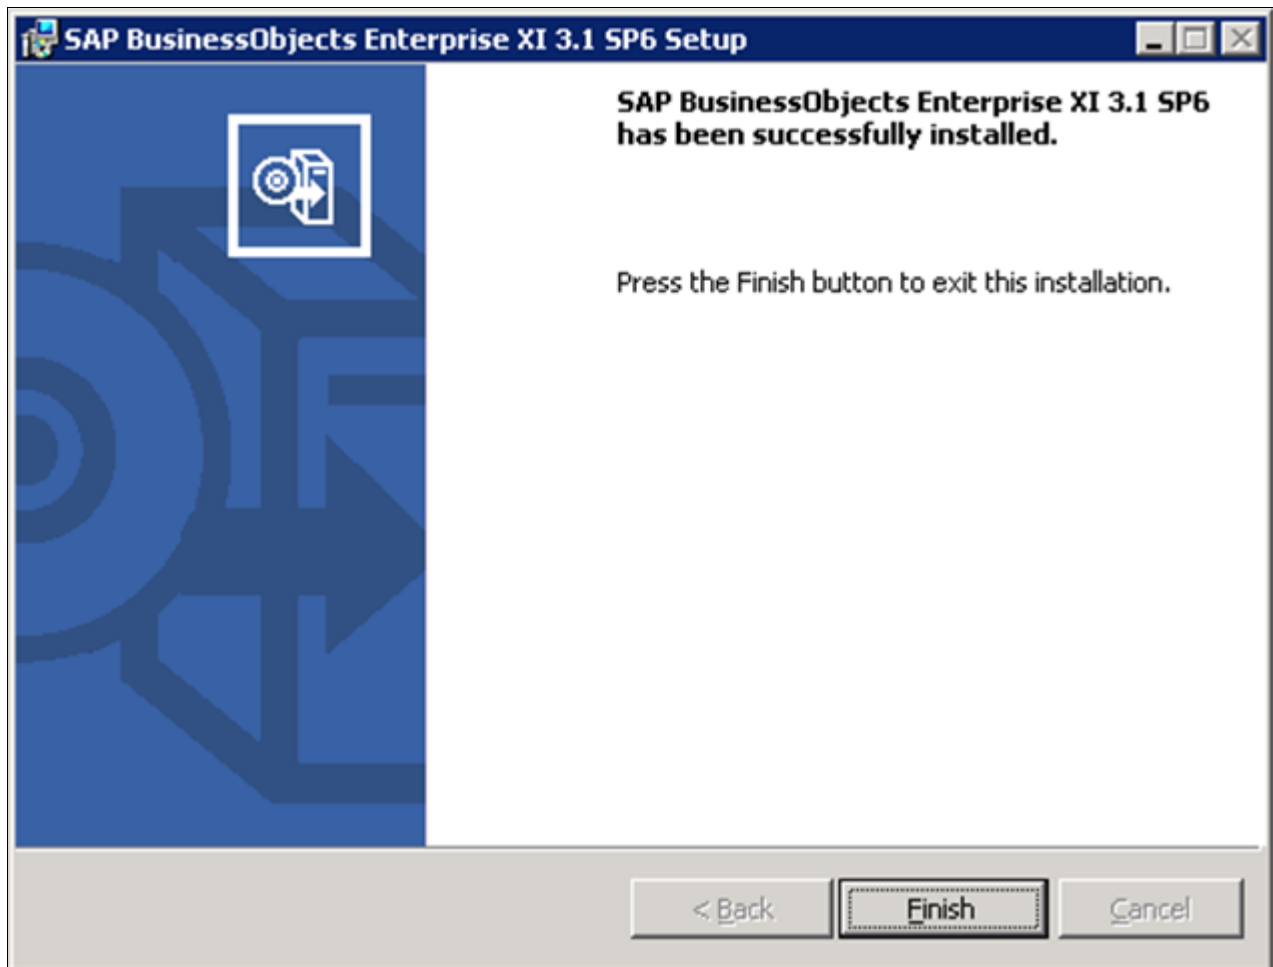 SAP BusinessObjects Enterprise XI 3.1 SP6 Setup
SAP BusinessObjects Enterprise XI 3.1 SP6
has been successfully installed.
Press the Finish button to exit this installation.
< Back Finish Cancel